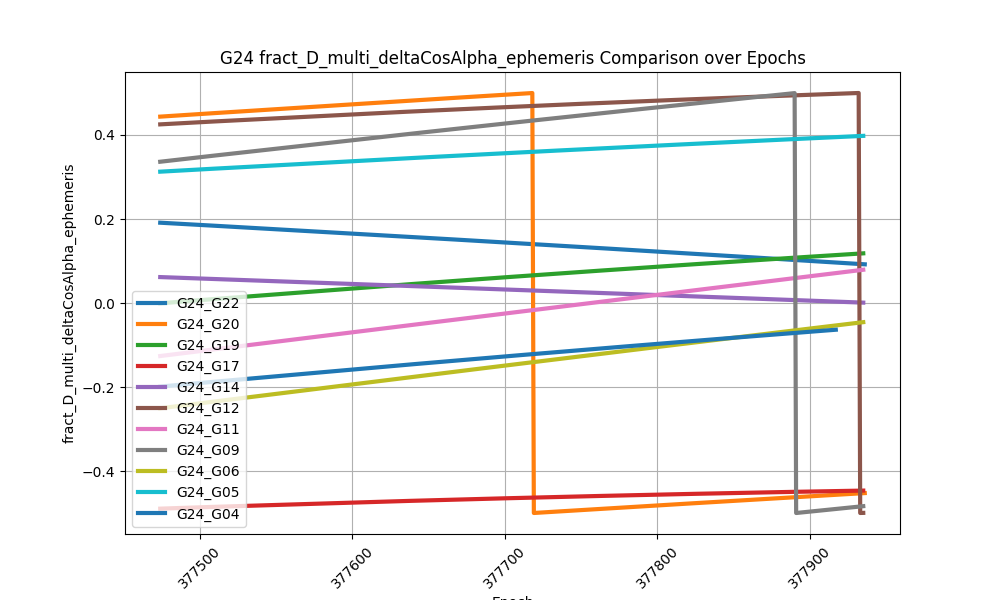 G24 fract_D_multi_deltaCosAlpha_ephemeris Comparison over Epochs
fract_D_multi_deltaCosAlpha_ephemeris
0.4
0.2
0.0
−0.2
−0.4
G24_G22
G24_G20
G24_G19
G24_G17
G24_G14
G24_G12
G24_G11
G24_G09
G24_G06
G24_G05
G24_G04
377500
377600
377700
377800
377900
Epoch